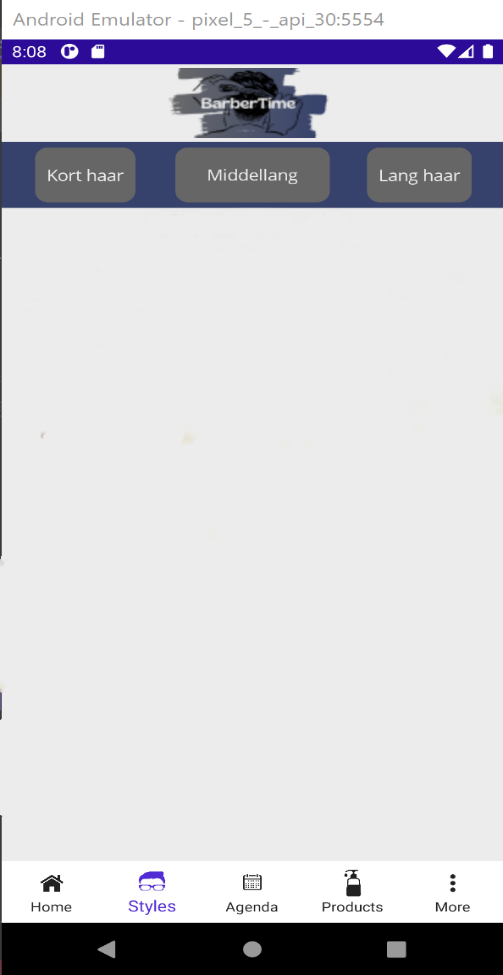 Android Emulator - pixel_5_-_api_30:5554
8:08
BarberTime
Kort haar Middellang Lang haar
Home Styles Agenda Products More